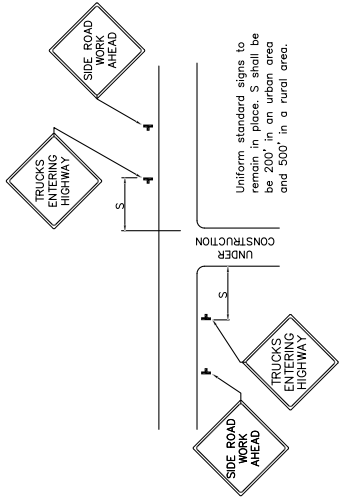 SIDE ROAD
WORK
AHEAD
TRUCKS
ENTERING
HIGHWAY
S
Uniform standard signs to
remain in place. S shall be
be 200' in an urban area
and 500' in a rural area.
UNDER
CONSTRUCTION
S
TRUCKS
ENTERING
HIGHWAY
SIDE ROAD
WORK
AHEAD